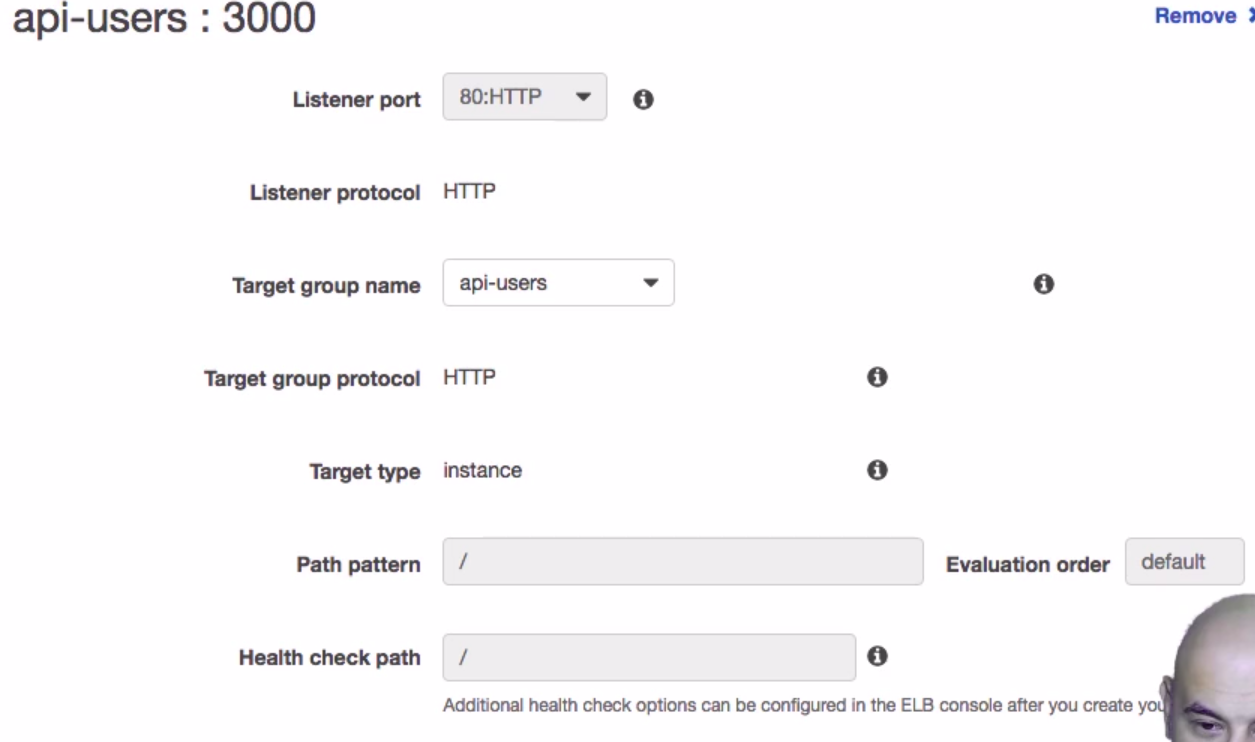 api-users : 3000
Remove
Listener port 80:HTTP
Listener protocol HTTP
Target group name api-users
Target group protocol HTTP
Target type instance
Path pattern / Evaluation order default
Health check path /
Additional health check options can be configured in the ELB console after you create